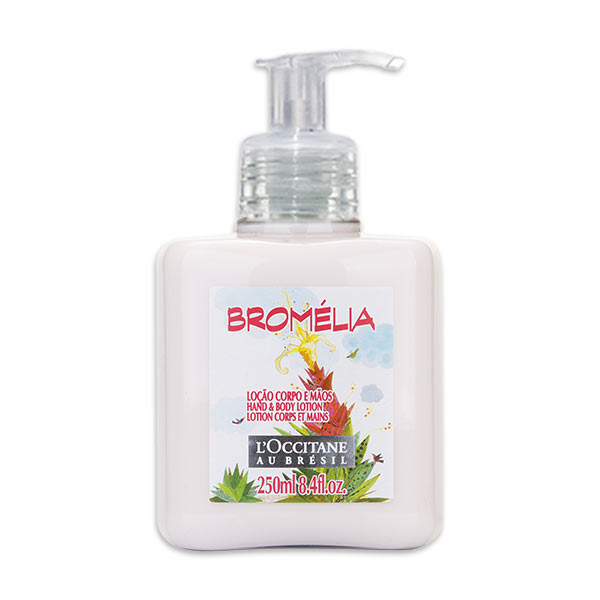 BROMÉLIA
LOÇÃO CORPO E MÃOS
HAND & BODY LOTION
LOTION CORPS ET MAINS
L'OCCITANE
AU BRÉSIL
250ml 8.4fl.oz.